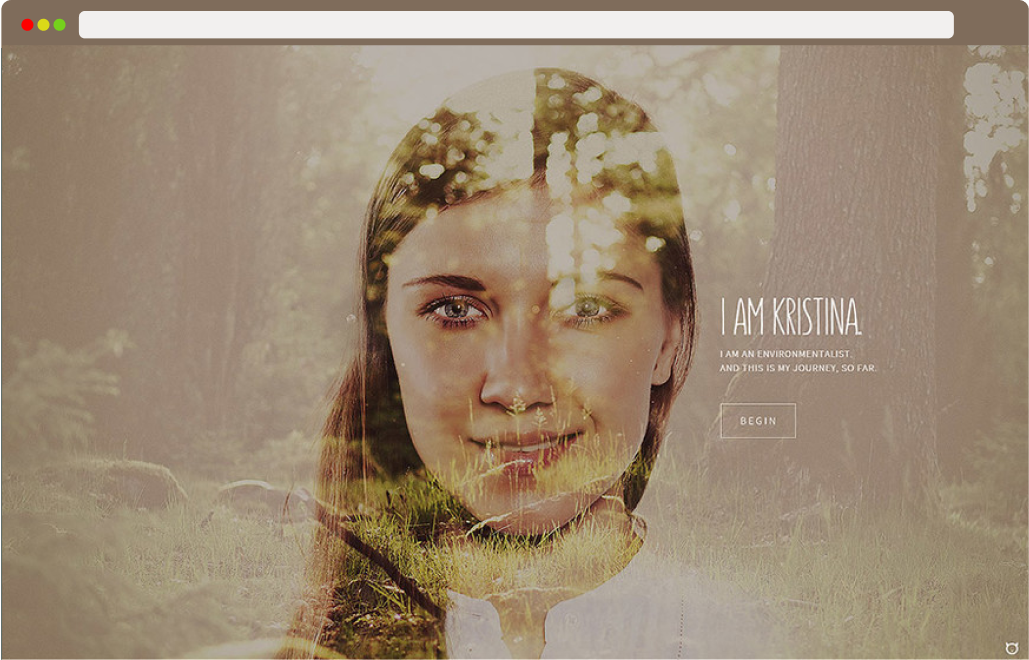 I AM KRISTINA.
I AM AN ENVIRONMENTALIST.
AND THIS IS MY JOURNEY, SO FAR.
BEGIN